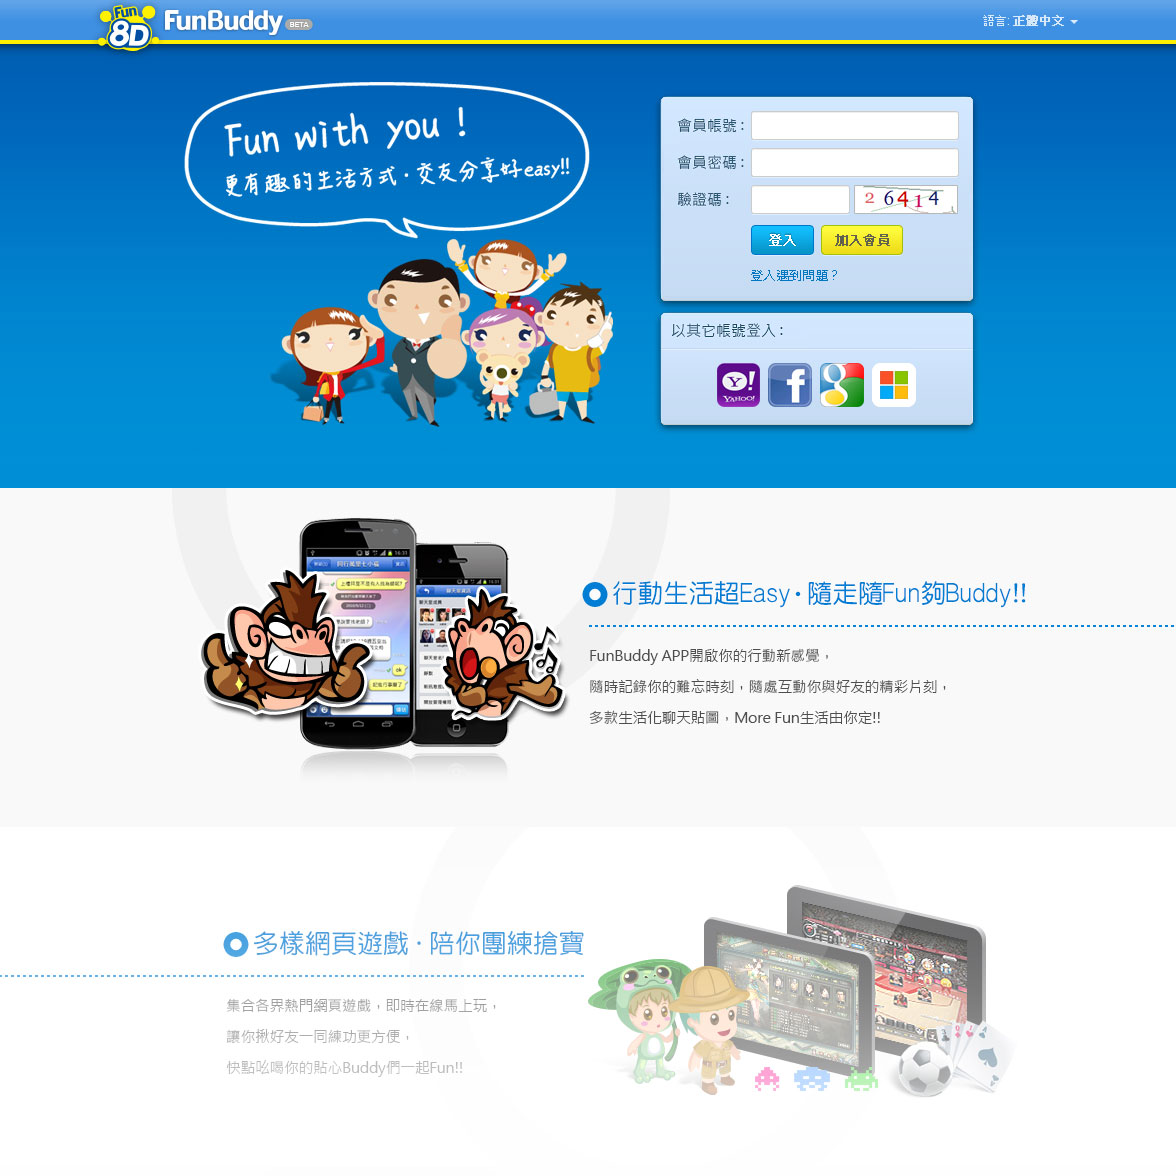 Fun 8D FunBuddy BETA
語言: 正體中文
Fun with you !
更有趣的生活方式·交友分享好easy!!
會員帳號：
會員密碼：
驗證碼：
26414
登入 加入會員
登入遇到問題？
以其它帳號登入：
Y! YAHOO! f g
16:31
ok
行動生活超Easy·隨走隨Fun夠Buddy!!
FunBuddy APP開啟你的行動新感覺，
隨時記錄你的難忘時刻，隨處互動你與好友的精彩片刻，
多款生活化聊天貼圖，More Fun生活由你定!!
多樣網頁遊戲·陪你團練搶寶
集合各界熱門網頁遊戲，即時在線馬上玩，
讓你揪好友一同練功更方便，
快點吆喝你的貼心Buddy們一起Fun!!